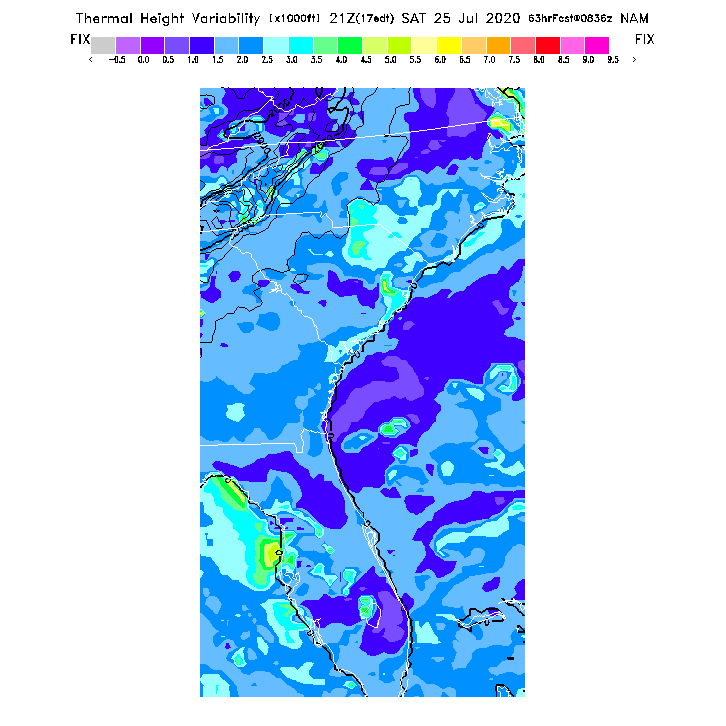 Thermal Height Variability [x1000ft] 21Z(17edt) SAT 25 Jul 2020 63hrFcst@0836z NAM
FIX FIX
< -0.5 0.0 0.5 1.0 1.5 2.0 2.5 3.0 3.5 4.0 4.5 5.0 5.5 6.0 6.5 7.0 7.5 8.0 8.5 9.0 9.5 >